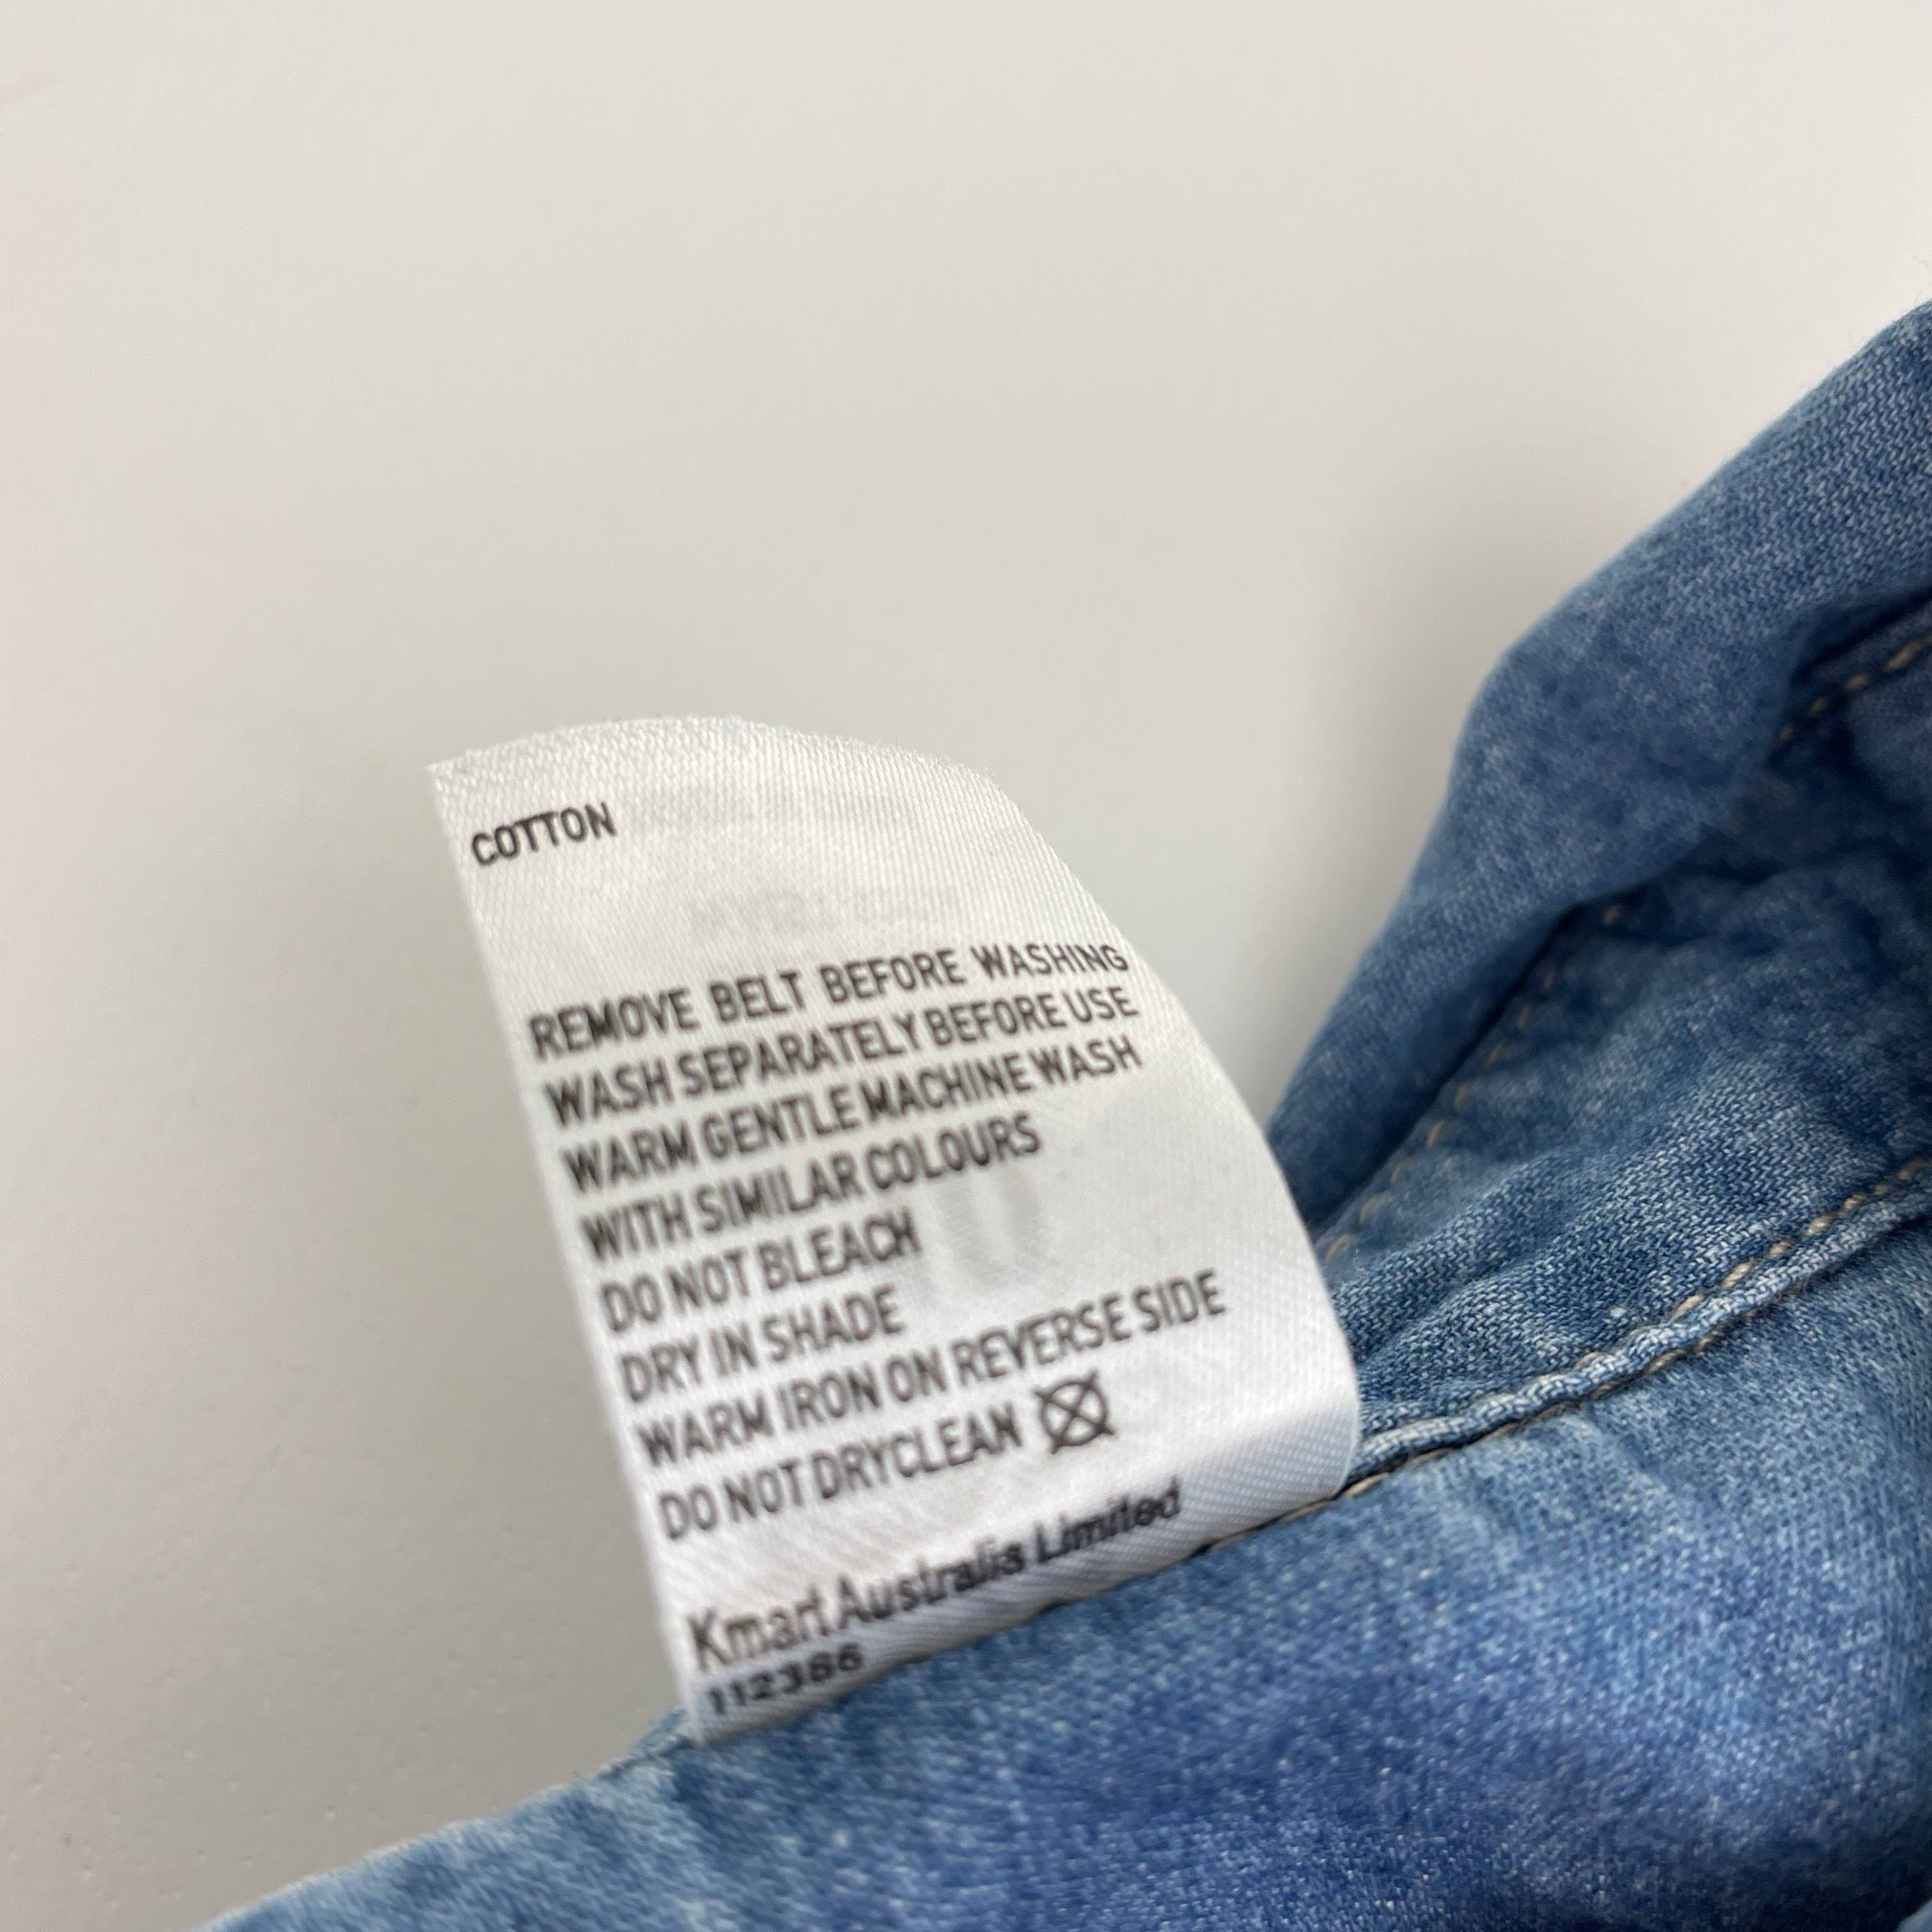 COTTON
REMOVE BELT BEFORE WASHING
WASH SEPARATELY BEFORE USE
WARM GENTLE MACHINE WASH
WITH SIMILAR COLOURS
DO NOT BLEACH
DRY IN SHADE
WARM IRON ON REVERSE SIDE
DO NOT DRYCLEAN
Kmart Australia Limited
112386